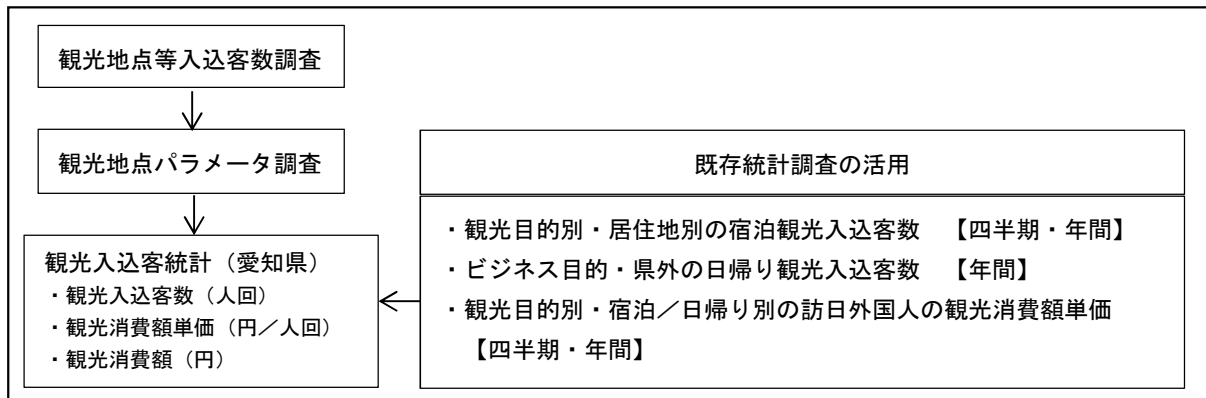 観光地点等入込客数調査
観光地点パラメータ調査
観光入込客統計（愛知県）
・観光入込客数（人回）
・観光消費額単価（円／人回）
・観光消費額（円）
既存統計調査の活用
・観光目的別・居住地別の宿泊観光入込客数　【四半期・年間】
・ビジネス目的・県外の日帰り観光入込客数　【年間】
・観光目的別・宿泊／日帰り別の訪日外国人の観光消費額単価
【四半期・年間】